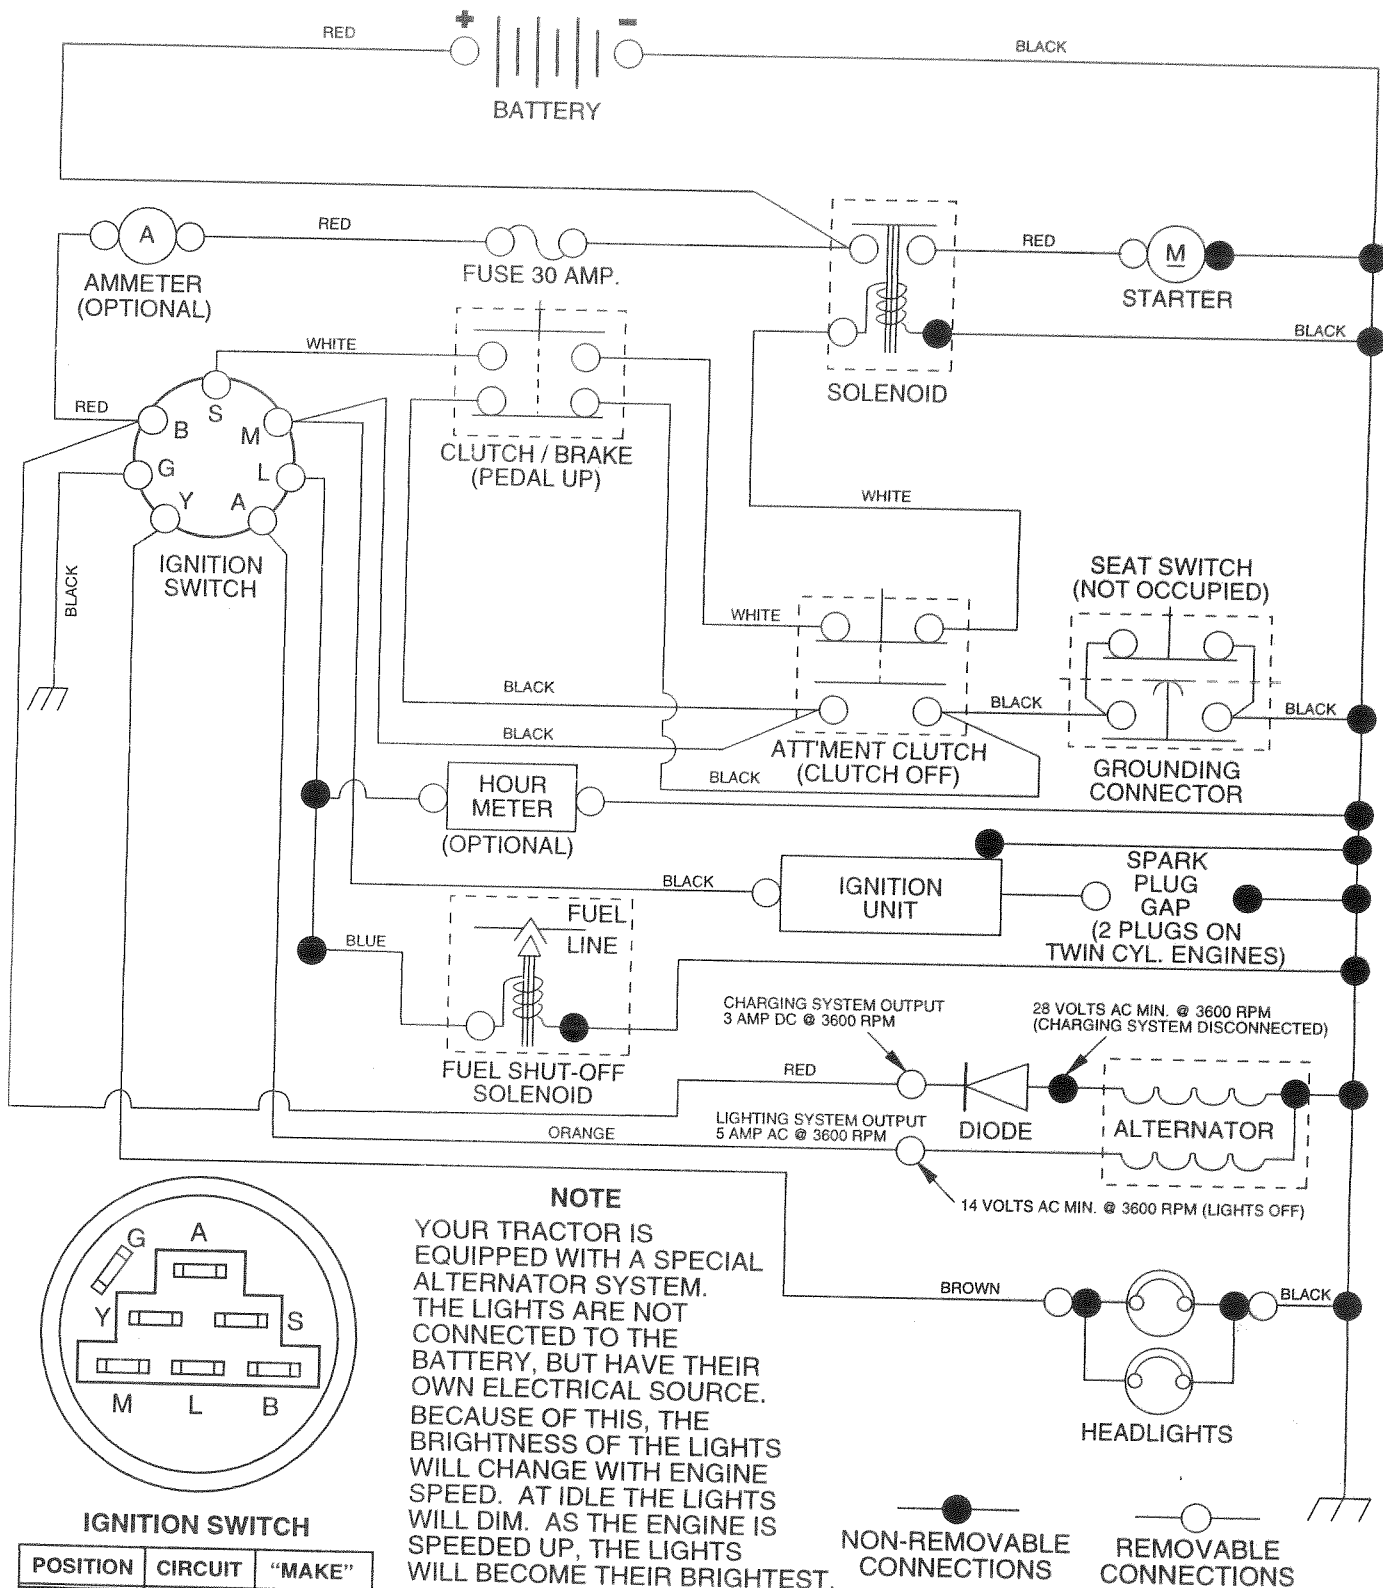 +
-
RED
BLACK
BATTERY
A
RED
RED
M
FUSE 30 AMP.
AMMETER
(OPTIONAL)
STARTER
WHITE
BLACK
SOLENOID
RED
S
B
M
G
L
Y
A
CLUTCH / BRAKE
(PEDAL UP)
WHITE
IGNITION
SWITCH
BLACK
SEAT SWITCH
(NOT OCCUPIED)
WHITE
BLACK
BLACK
BLACK
BLACK
ATT'MENT CLUTCH
(CLUTCH OFF)
BLACK
GROUNDING
CONNECTOR
HOUR
METER
(OPTIONAL)
BLACK
IGNITION
UNIT
SPARK
PLUG
GAP
(2 PLUGS ON
TWIN CYL. ENGINES)
FUEL
LINE
BLUE
CHARGING SYSTEM OUTPUT
3 AMP DC @ 3600 RPM
28 VOLTS AC MIN. @ 3600 RPM
(CHARGING SYSTEM DISCONNECTED)
FUEL SHUT-OFF
SOLENOID
RED
LIGHTING SYSTEM OUTPUT
5 AMP AC @ 3600 RPM
DIODE
ALTERNATOR
ORANGE
14 VOLTS AC MIN. @ 3600 RPM (LIGHTS OFF)
BROWN
BLACK
HEADLIGHTS
G
A
Y
S
M
L
B
IGNITION SWITCH
POSITION CIRCUIT "MAKE"
NOTE
YOUR TRACTOR IS
EQUIPPED WITH A SPECIAL
ALTERNATOR SYSTEM.
THE LIGHTS ARE NOT
CONNECTED TO THE
BATTERY, BUT HAVE THEIR
OWN ELECTRICAL SOURCE.
BECAUSE OF THIS, THE
BRIGHTNESS OF THE LIGHTS
WILL CHANGE WITH ENGINE
SPEED. AT IDLE THE LIGHTS
WILL DIM. AS THE ENGINE IS
SPEEDED UP, THE LIGHTS
WILL BECOME THEIR BRIGHTEST.
NON-REMOVABLE
CONNECTIONS
REMOVABLE
CONNECTIONS